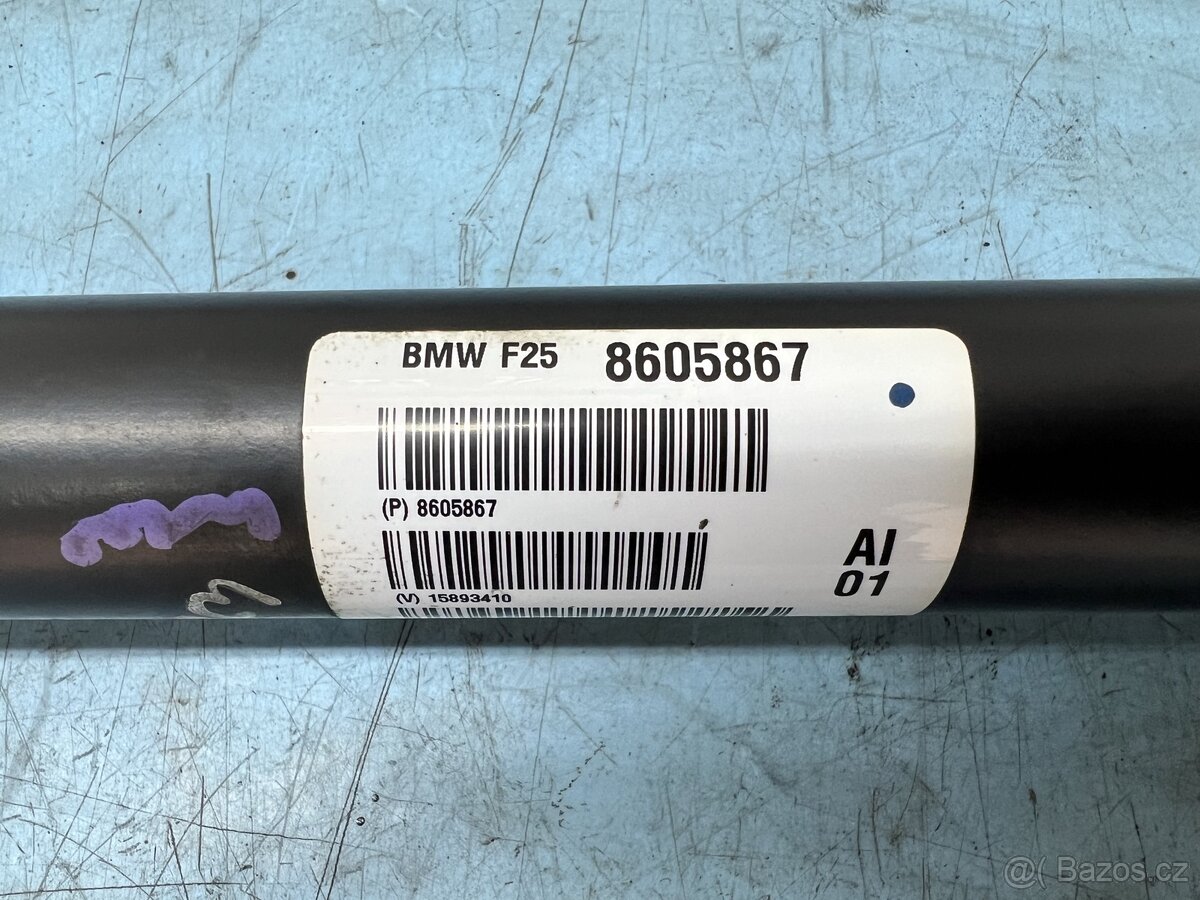 BMW F25 8605867
(P) 8605867
(V) 15893410
AI
01
@( Bazos.cz